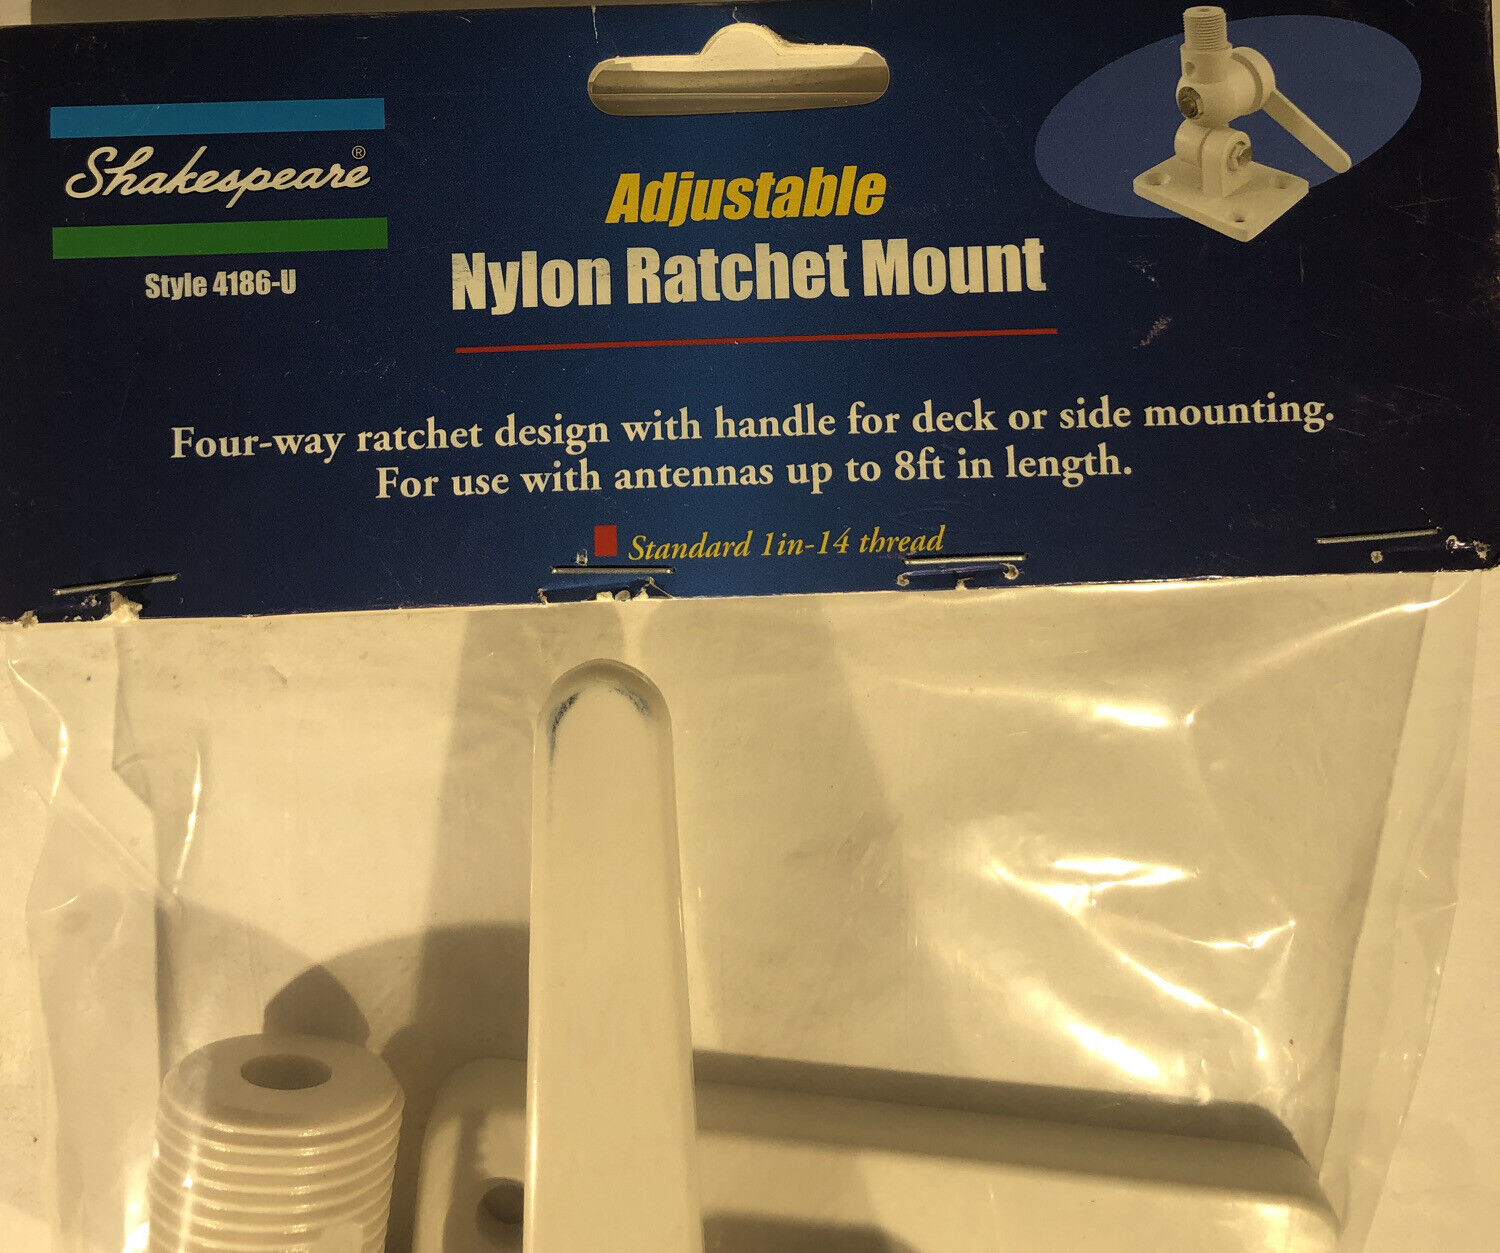 Shakespeare®
Style 4186-U
Adjustable
Nylon Ratchet Mount
Four-way ratchet design with handle for deck or side mounting.
For use with antennas up to 8ft in length.
Standard 1in-14 thread